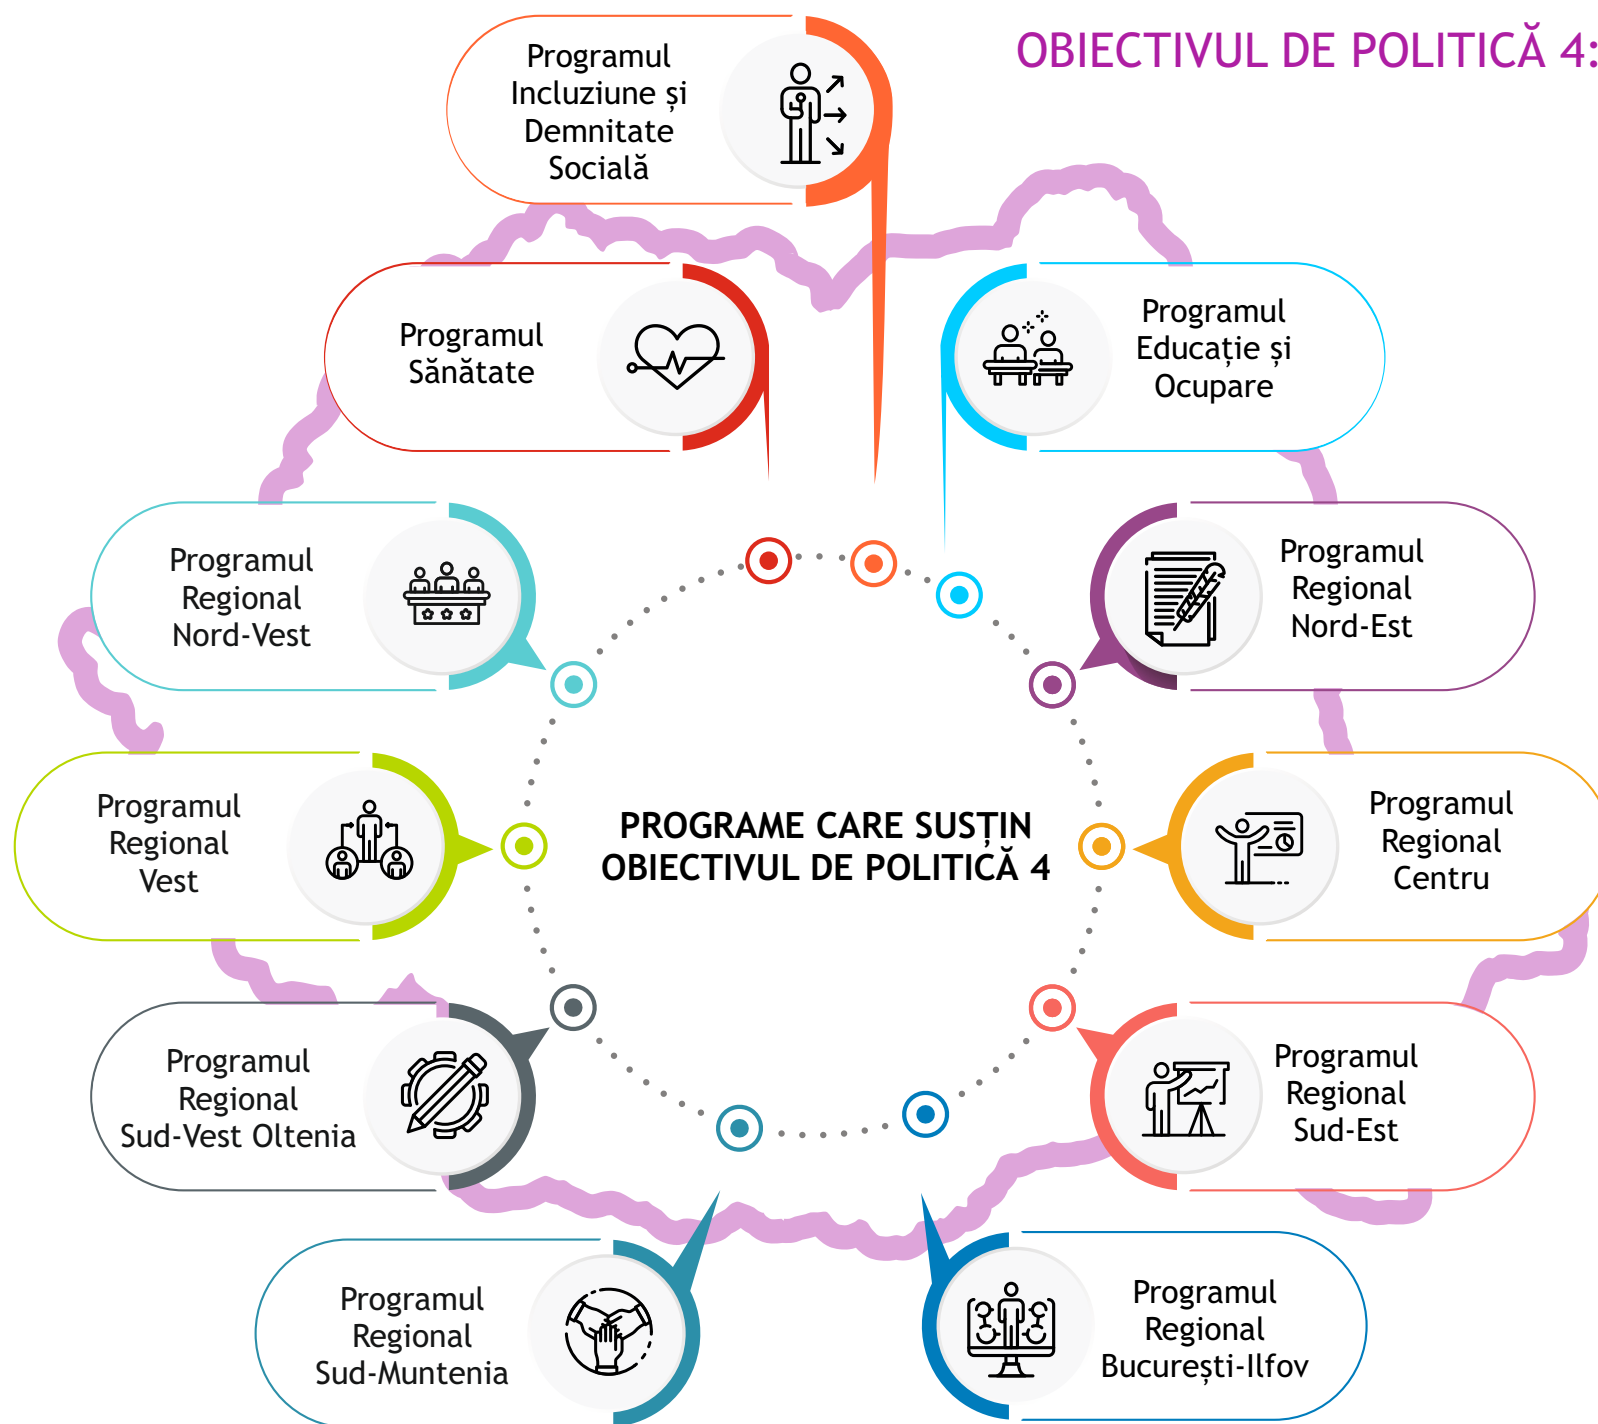 OBIECTIVUL DE POLITICĂ 4:
Programul
Incluziune și
Demnitate
Socială
Programul
Sănătate
Programul
Educație și
Ocupare
Programul
Regional
Nord-Vest
Programul
Regional
Nord-Est
Programul
Regional
Vest
PROGRAME CARE SUSȚIN
OBIECTIVUL DE POLITICĂ 4
Programul
Regional
Centru
Programul
Regional
Sud-Vest Oltenia
Programul
Regional
Sud-Est
Programul
Regional
Sud-Muntenia
Programul
Regional
București-Ilfov